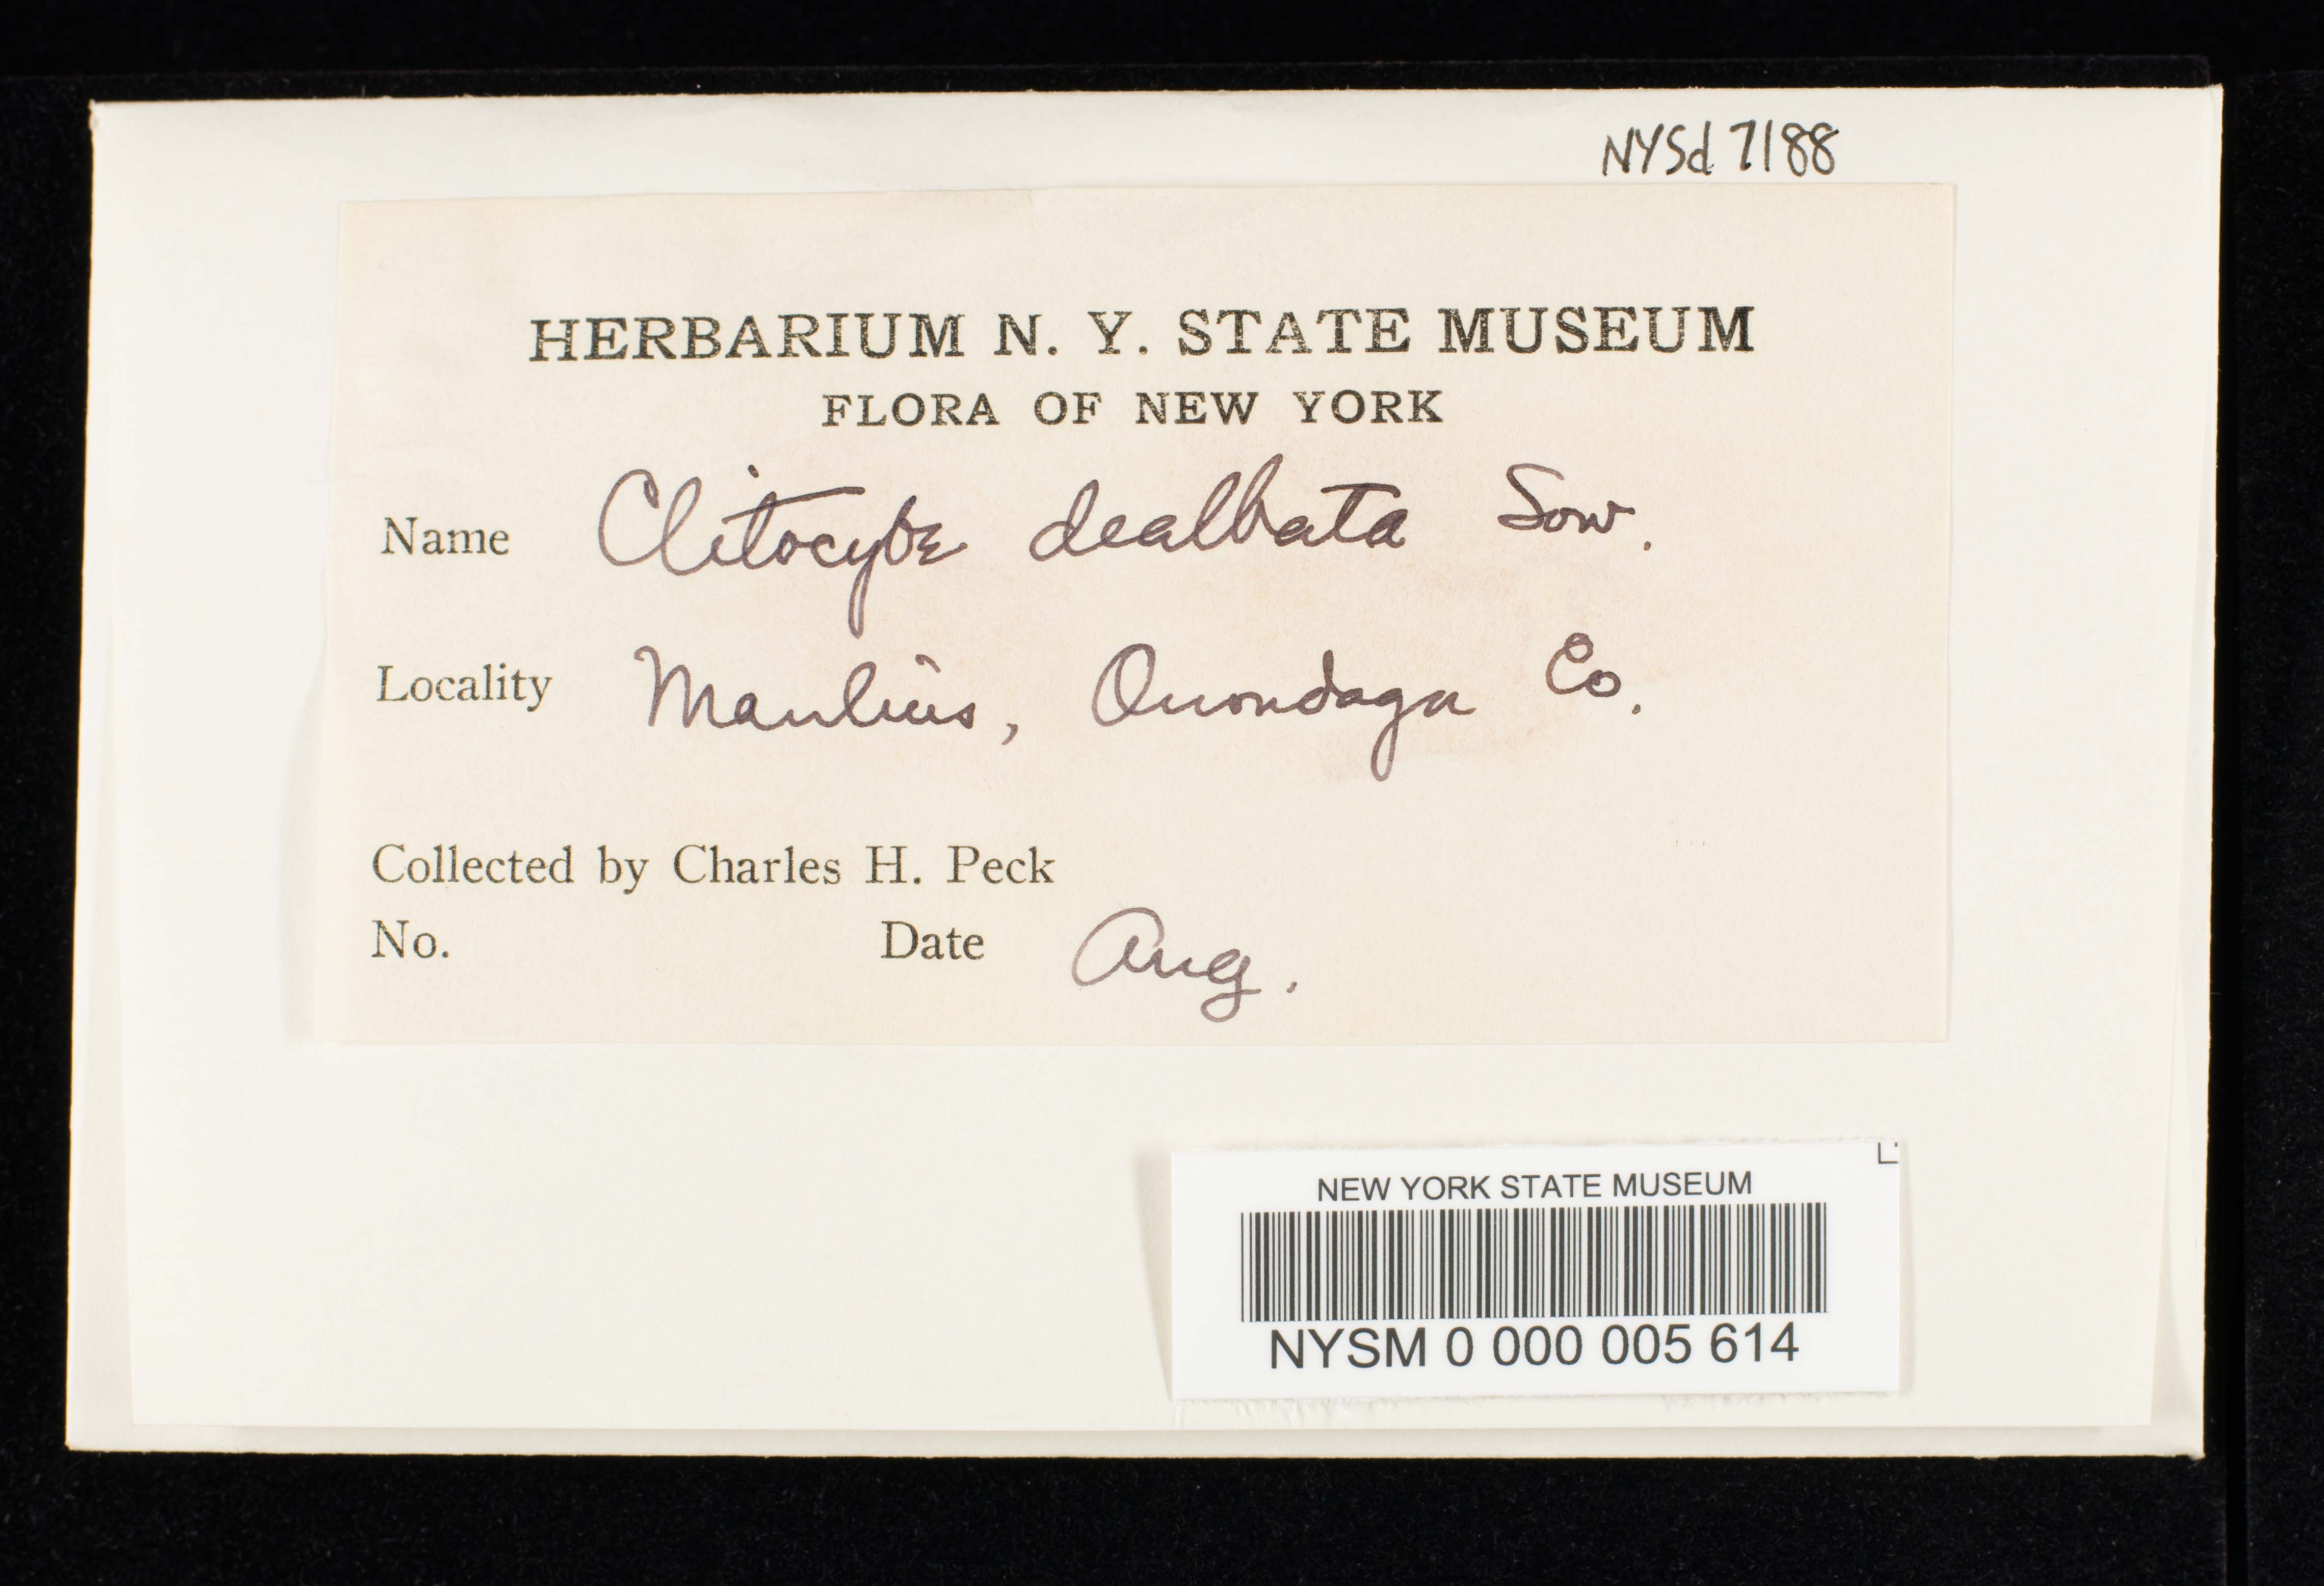 NYSd 7188
HERBARIUM N. Y. STATE MUSEUM
FLORA OF NEW YORK
Name Clitocybe dealbata Sow.
Locality Manlius, Onondaga Co.
Collected by Charles H. Peck
No. Date Aug.
NEW YORK STATE MUSEUM
NYSM 0 000 005 614